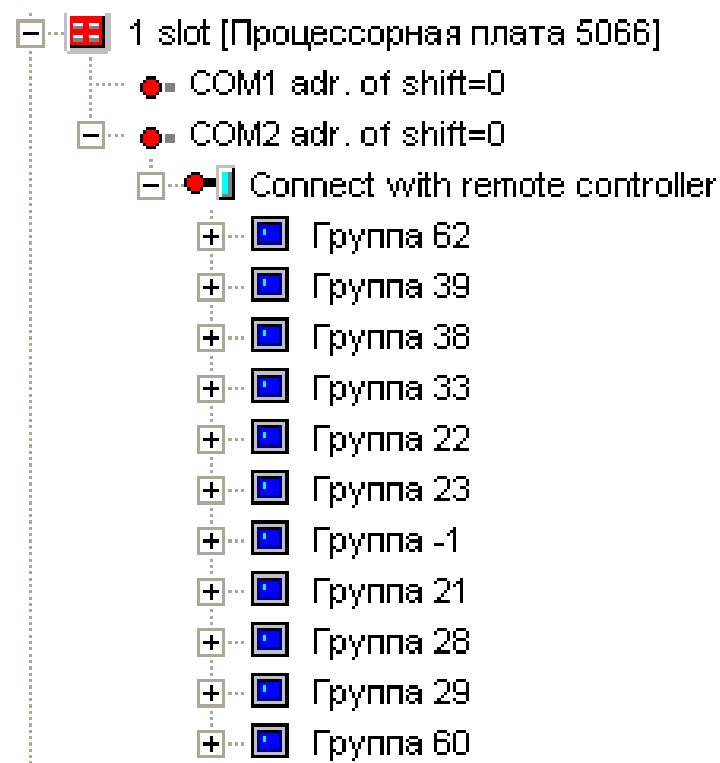 1 slot [Процессорная плата 5066]
COM1 adr. of shift=0
COM2 adr. of shift=0
Connect with remote controller
Группа 62
Группа 39
Группа 38
Группа 33
Группа 22
Группа 23
Группа -1
Группа 21
Группа 28
Группа 29
Группа 60